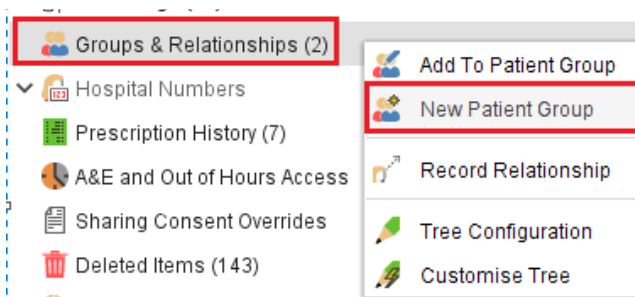 Groups & Relationships (2)
Hospital Numbers
Prescription History (7)
A&E and Out of Hours Access
Sharing Consent Overrides
Deleted Items (143)
Add To Patient Group
New Patient Group
Record Relationship
Tree Configuration
Customise Tree